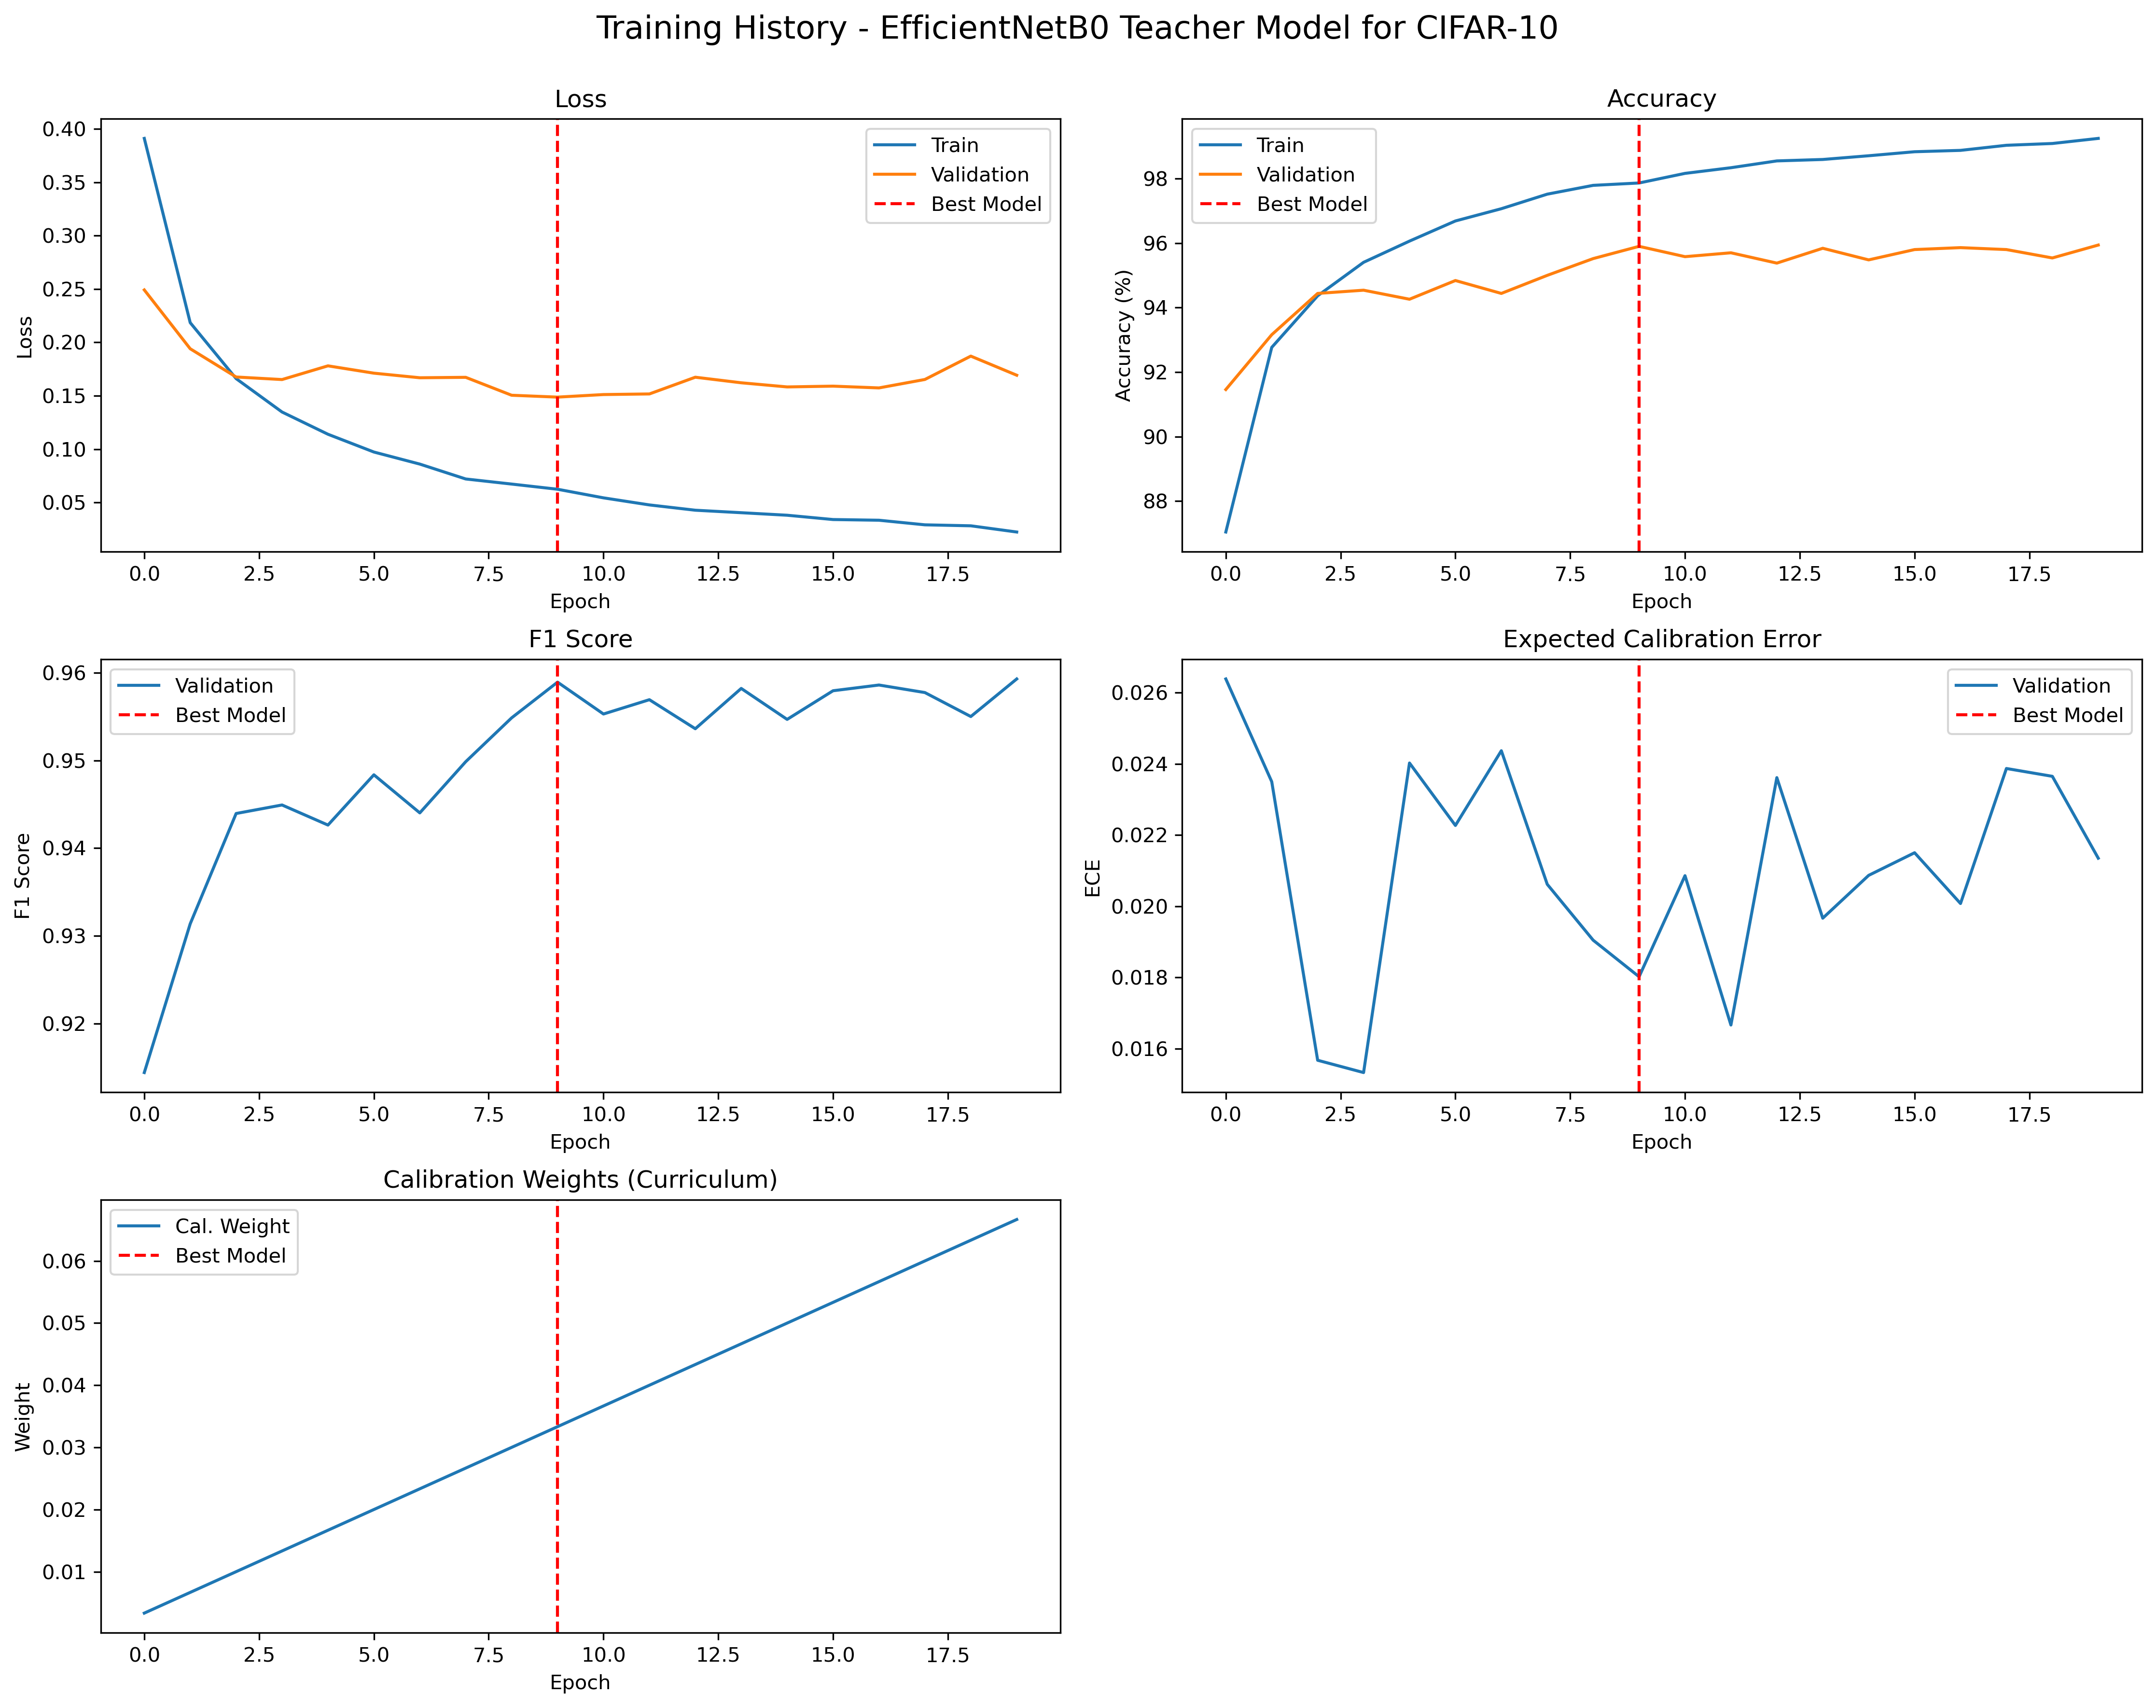 Training History - EfficientNetB0 Teacher Model for CIFAR-10
Loss
Train
Validation
Best Model
0.40
0.35
0.30
0.25
0.20
0.15
0.10
0.05
Loss
0.0 2.5 5.0 7.5 10.0 12.5 15.0 17.5
Epoch
Accuracy
Train
Validation
Best Model
98
96
94
92
90
88
Accuracy (%)
0.0 2.5 5.0 7.5 10.0 12.5 15.0 17.5
Epoch
F1 Score
Validation
Best Model
0.96
0.95
0.94
0.93
0.92
F1 Score
0.0 2.5 5.0 7.5 10.0 12.5 15.0 17.5
Epoch
Expected Calibration Error
Validation
Best Model
0.026
0.024
0.022
0.020
0.018
0.016
ECE
0.0 2.5 5.0 7.5 10.0 12.5 15.0 17.5
Epoch
Calibration Weights (Curriculum)
Cal. Weight
Best Model
0.06
0.05
0.04
0.03
0.02
0.01
Weight
0.0 2.5 5.0 7.5 10.0 12.5 15.0 17.5
Epoch